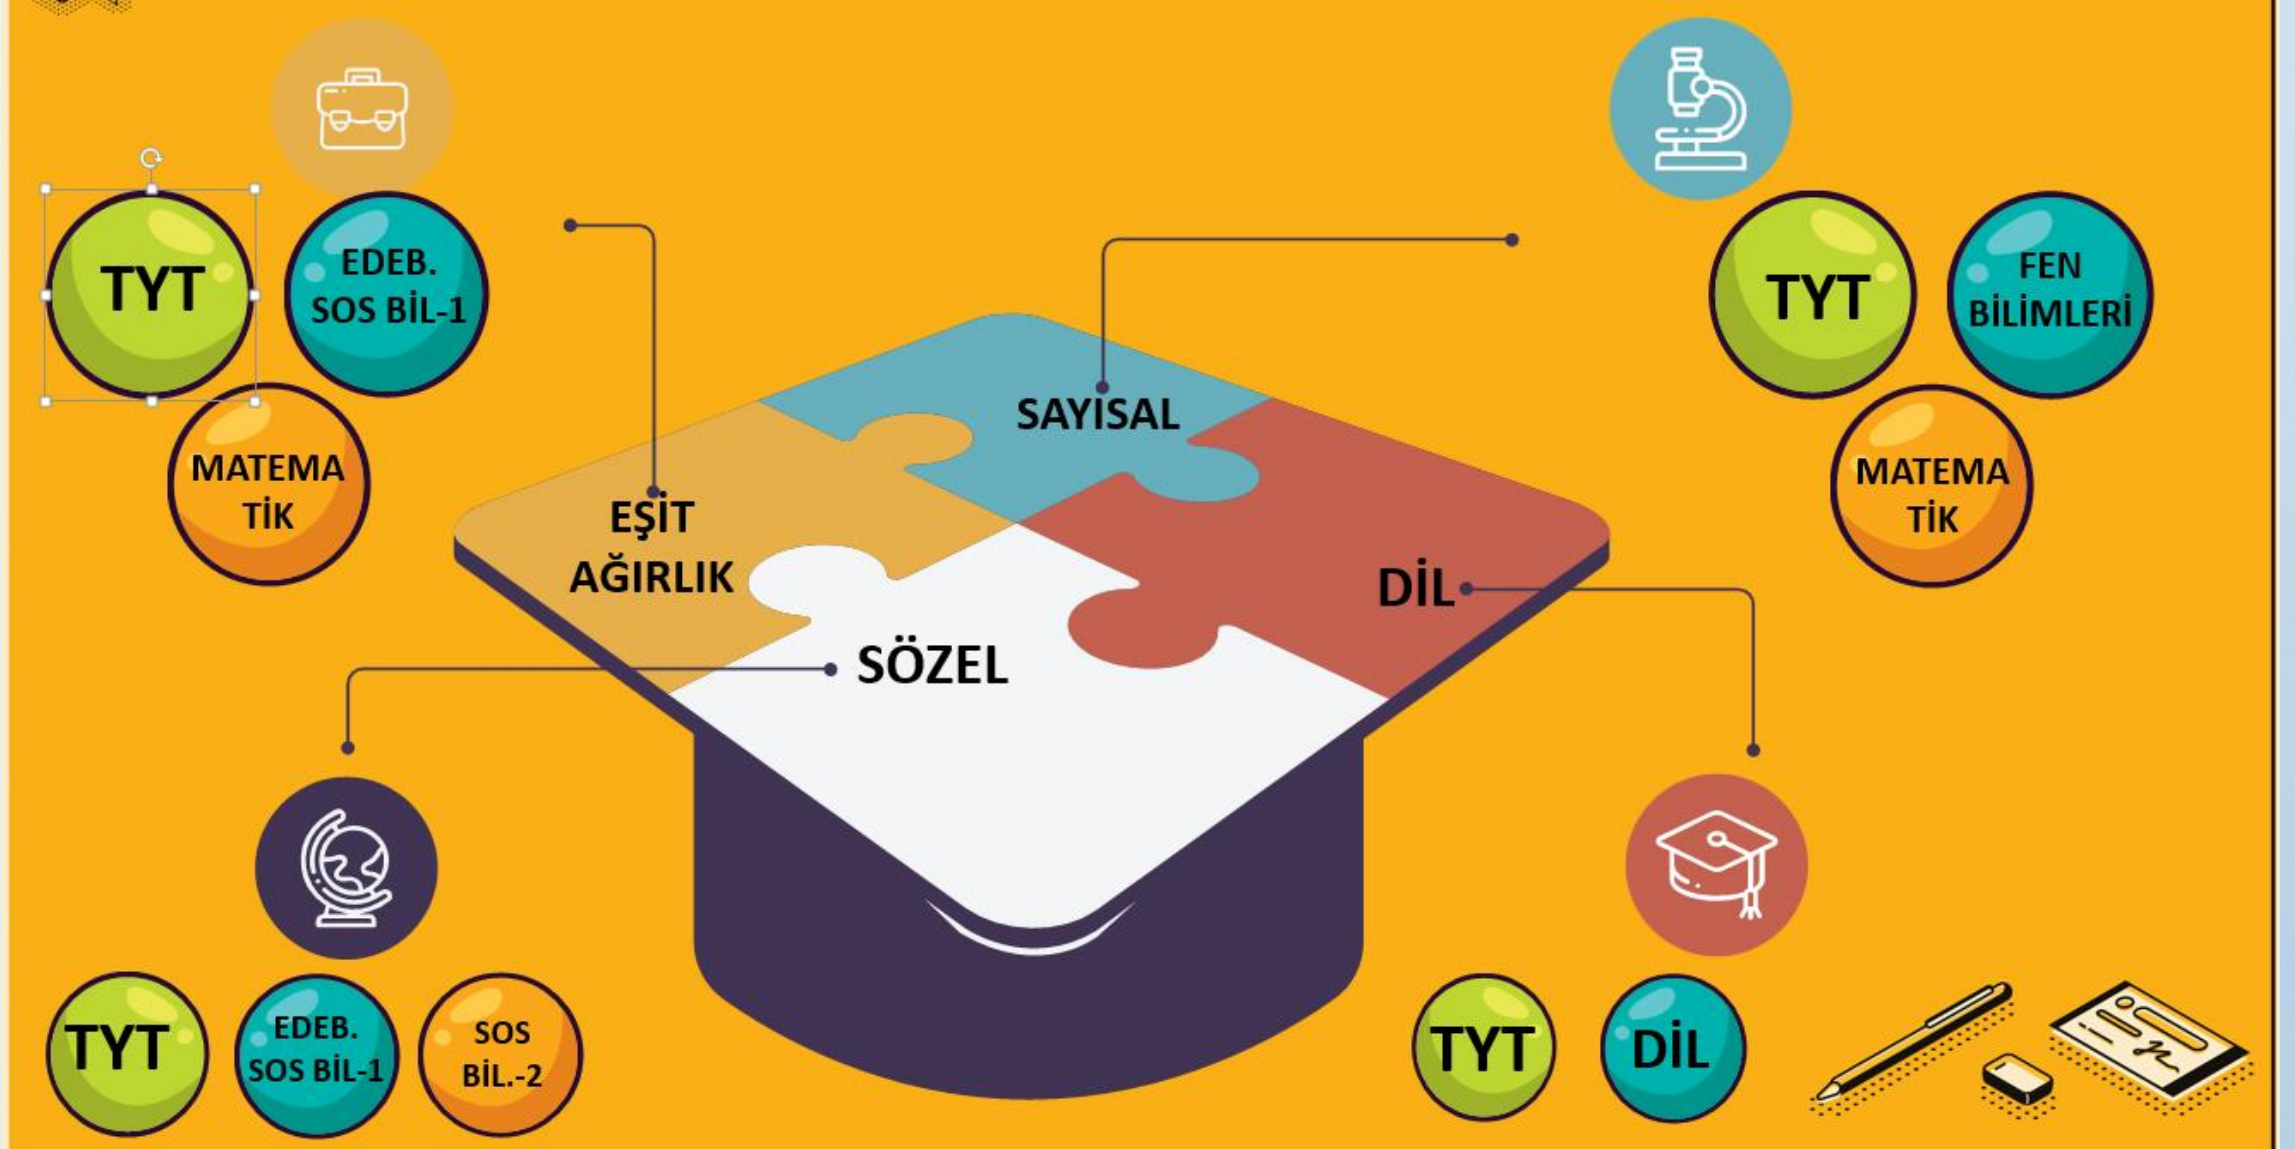 TYT
EDEB.
SOS BİL-1
MATEMA
TİK
TYT
FEN
BİLİMLERİ
MATEMA
TİK
SAYISAL
EŞİT
AĞIRLIK
DİL
SÖZEL
TYT
EDEB.
SOS BİL-1
SOS
BİL.-2
TYT
DİL